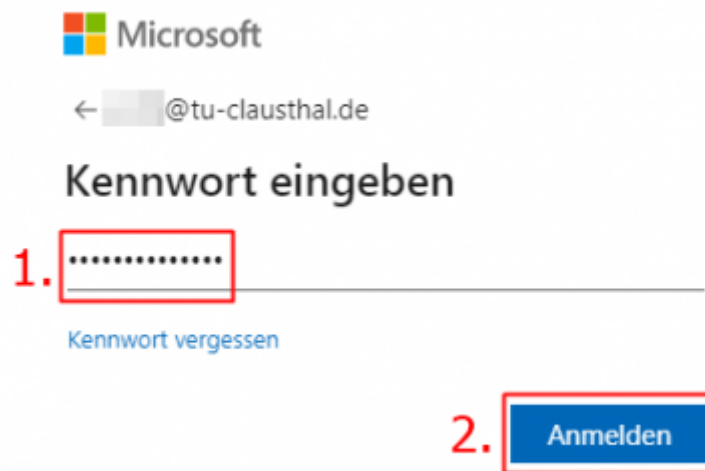 Microsoft
← @tu-clausthal.de
Kennwort eingeben
1. ••••••••••••••
Kennwort vergessen
2. Anmelden